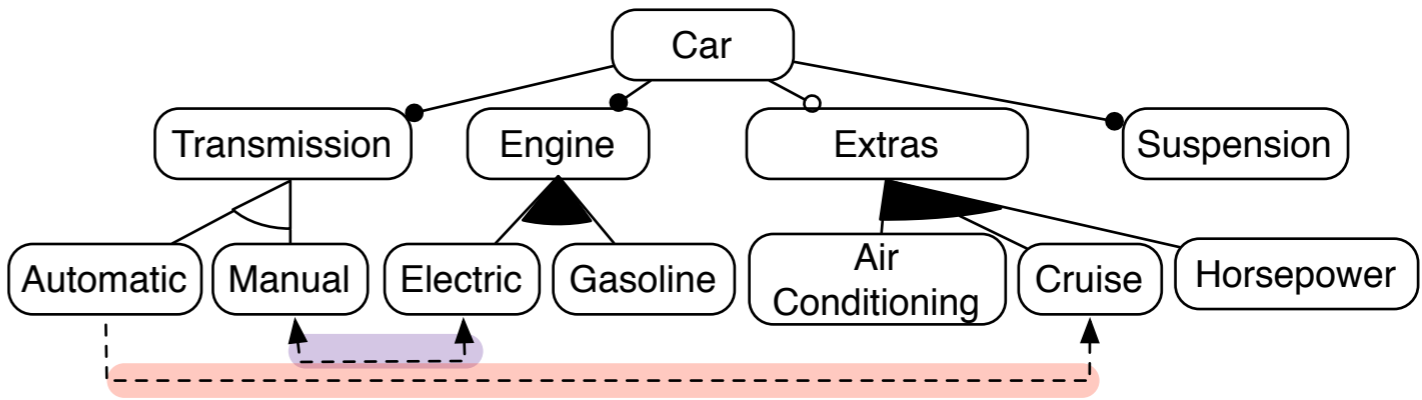 Car
Transmission
Engine
Extras
Suspension
Automatic
Manual
Electric
Gasoline
Air
Conditioning
Cruise
Horsepower